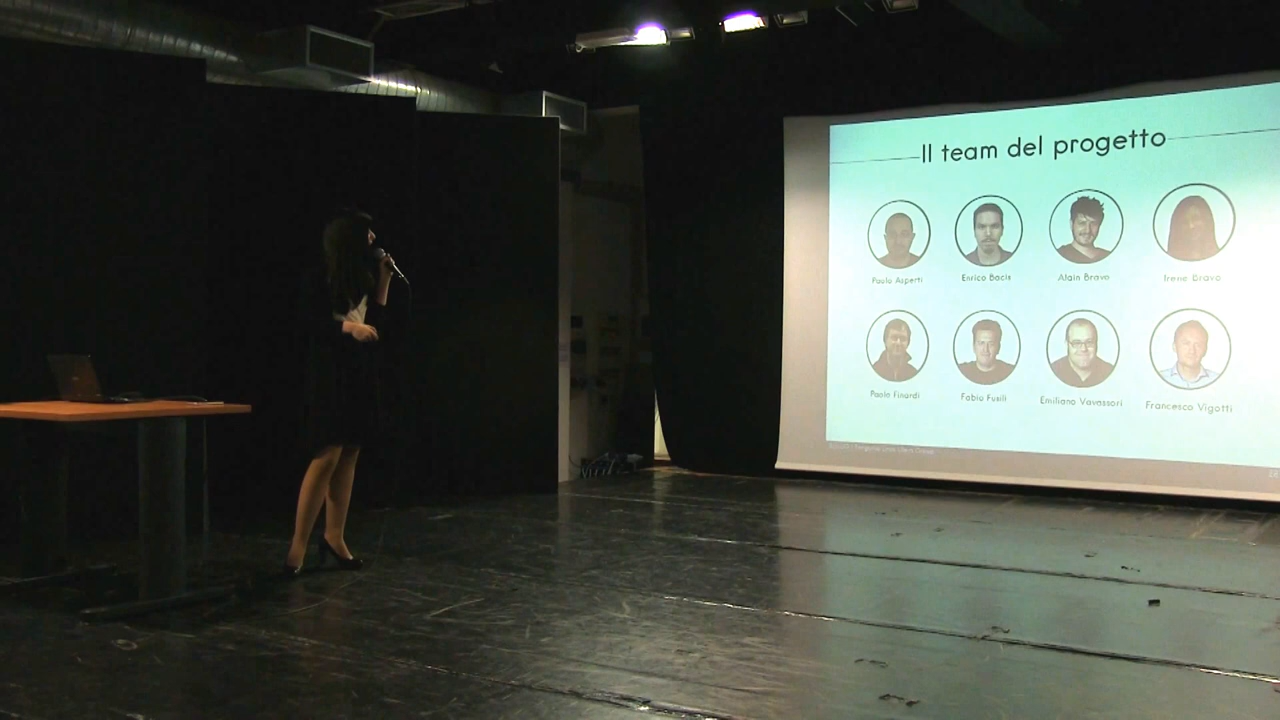 Il team del progetto
Paolo Asperti Enrico Bacis Alain Bravo Irene Bravo
Paolo Finardi Fabio Fusili Emiliano Vavassori Francesco Vigotti